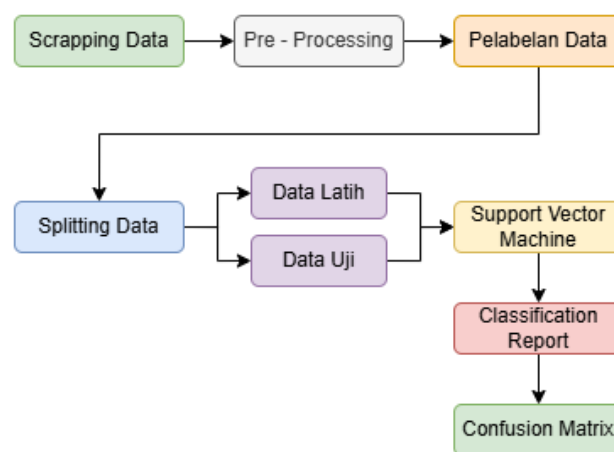 Scrapping Data
Pre - Processing
Pelabelan Data
Splitting Data
Data Latih
Data Uji
Support Vector
Machine
Classification
Report
Confusion Matrix